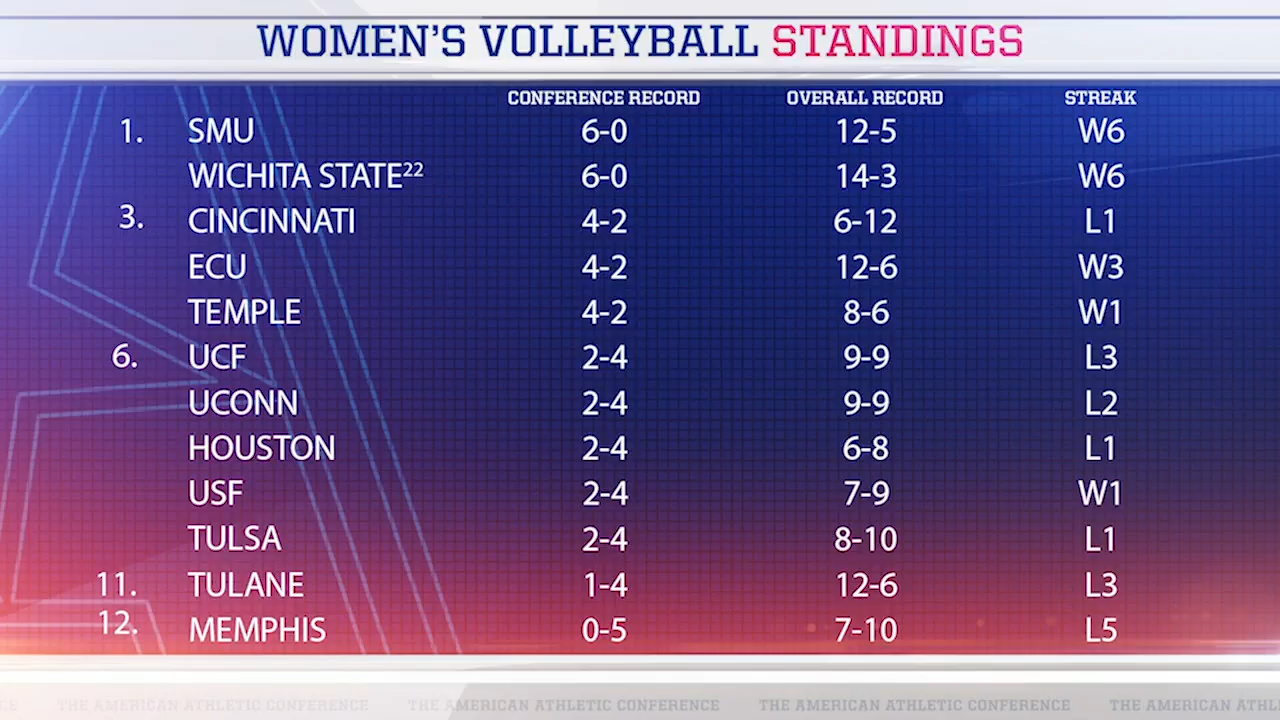 WOMEN'S VOLLEYBALL STANDINGS
CONFERENCE RECORD OVERALL RECORD STREAK
1. SMU 6-0 12-5 W6
WICHITA STATE22 6-0 14-3 W6
3. CINCINNATI 4-2 6-12 L1
ECU 4-2 12-6 W3
TEMPLE 4-2 8-6 W1
6. UCF 2-4 9-9 L3
UCONN 2-4 9-9 L2
HOUSTON 2-4 6-8 L1
USF 2-4 7-9 W1
TULSA 2-4 8-10 L1
11. TULANE 1-4 12-6 L3
12. MEMPHIS 0-5 7-10 L5
CE THE AMERICAN ATHLETIC CONFERENCE THE AMERICAN ATHLETIC CONFERENCE THE AMERICAN ATHLETIC CONFERENCE THE AMERICAN ATHL